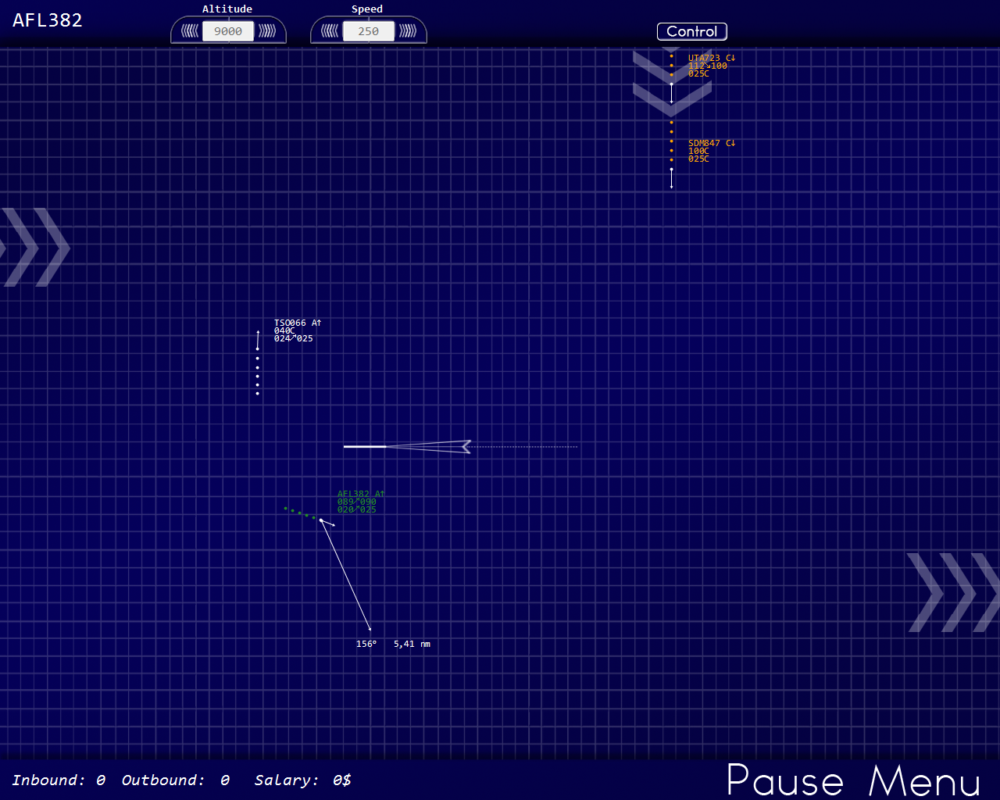 AFL382
Altitude
9000
Speed
250
Control
UTA723 C↓
112↘100
025C
SDM847 C↓
100C
025C
TSO066 A↑
040C
024↗025
AFL382 A↑
089↗090
020↗025
156° 5,41 nm
Inbound: 0 Outbound: 0 Salary: 0$
Pause Menu